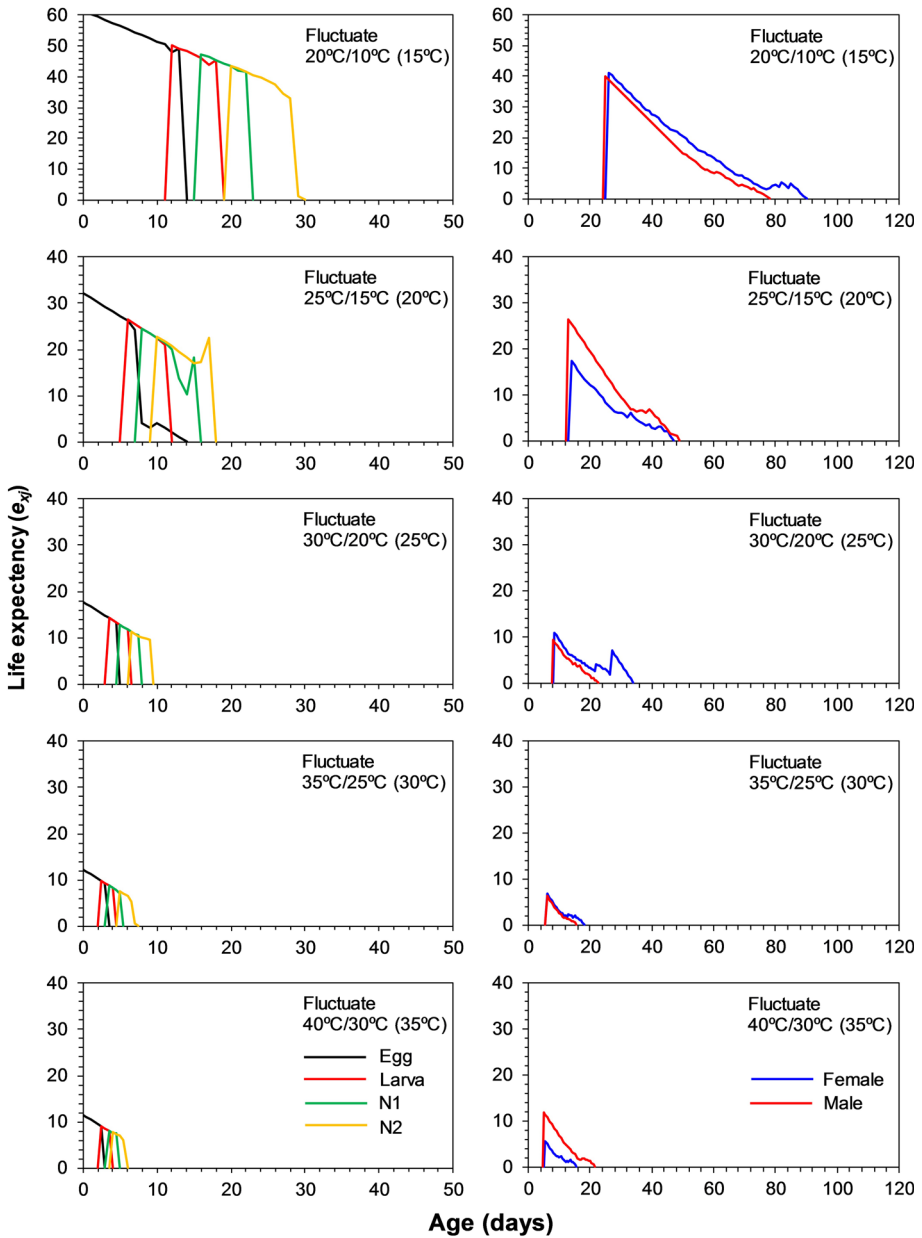 Life expectency (exj)
60
50
40
30
20
10
0
Fluctuate
20ºC/10ºC (15ºC)
0 10 20 30 40 50
60
50
40
30
20
10
0
Fluctuate
20ºC/10ºC (15ºC)
0 20 40 60 80 100 120
40
30
20
10
0
Fluctuate
25ºC/15ºC (20ºC)
0 10 20 30 40 50
40
30
20
10
0
Fluctuate
25ºC/15ºC (20ºC)
0 20 40 60 80 100 120
40
30
20
10
0
Fluctuate
30ºC/20ºC (25ºC)
0 10 20 30 40 50
40
30
20
10
0
Fluctuate
30ºC/20ºC (25ºC)
0 20 40 60 80 100 120
40
30
20
10
0
Fluctuate
35ºC/25ºC (30ºC)
0 10 20 30 40 50
40
30
20
10
0
Fluctuate
35ºC/25ºC (30ºC)
0 20 40 60 80 100 120
40
30
20
10
0
Fluctuate
40ºC/30ºC (35ºC)
Egg
Larva
N1
N2
0 10 20 30 40 50
40
30
20
10
0
Fluctuate
40ºC/30ºC (35ºC)
Female
Male
0 20 40 60 80 100 120
Age (days)